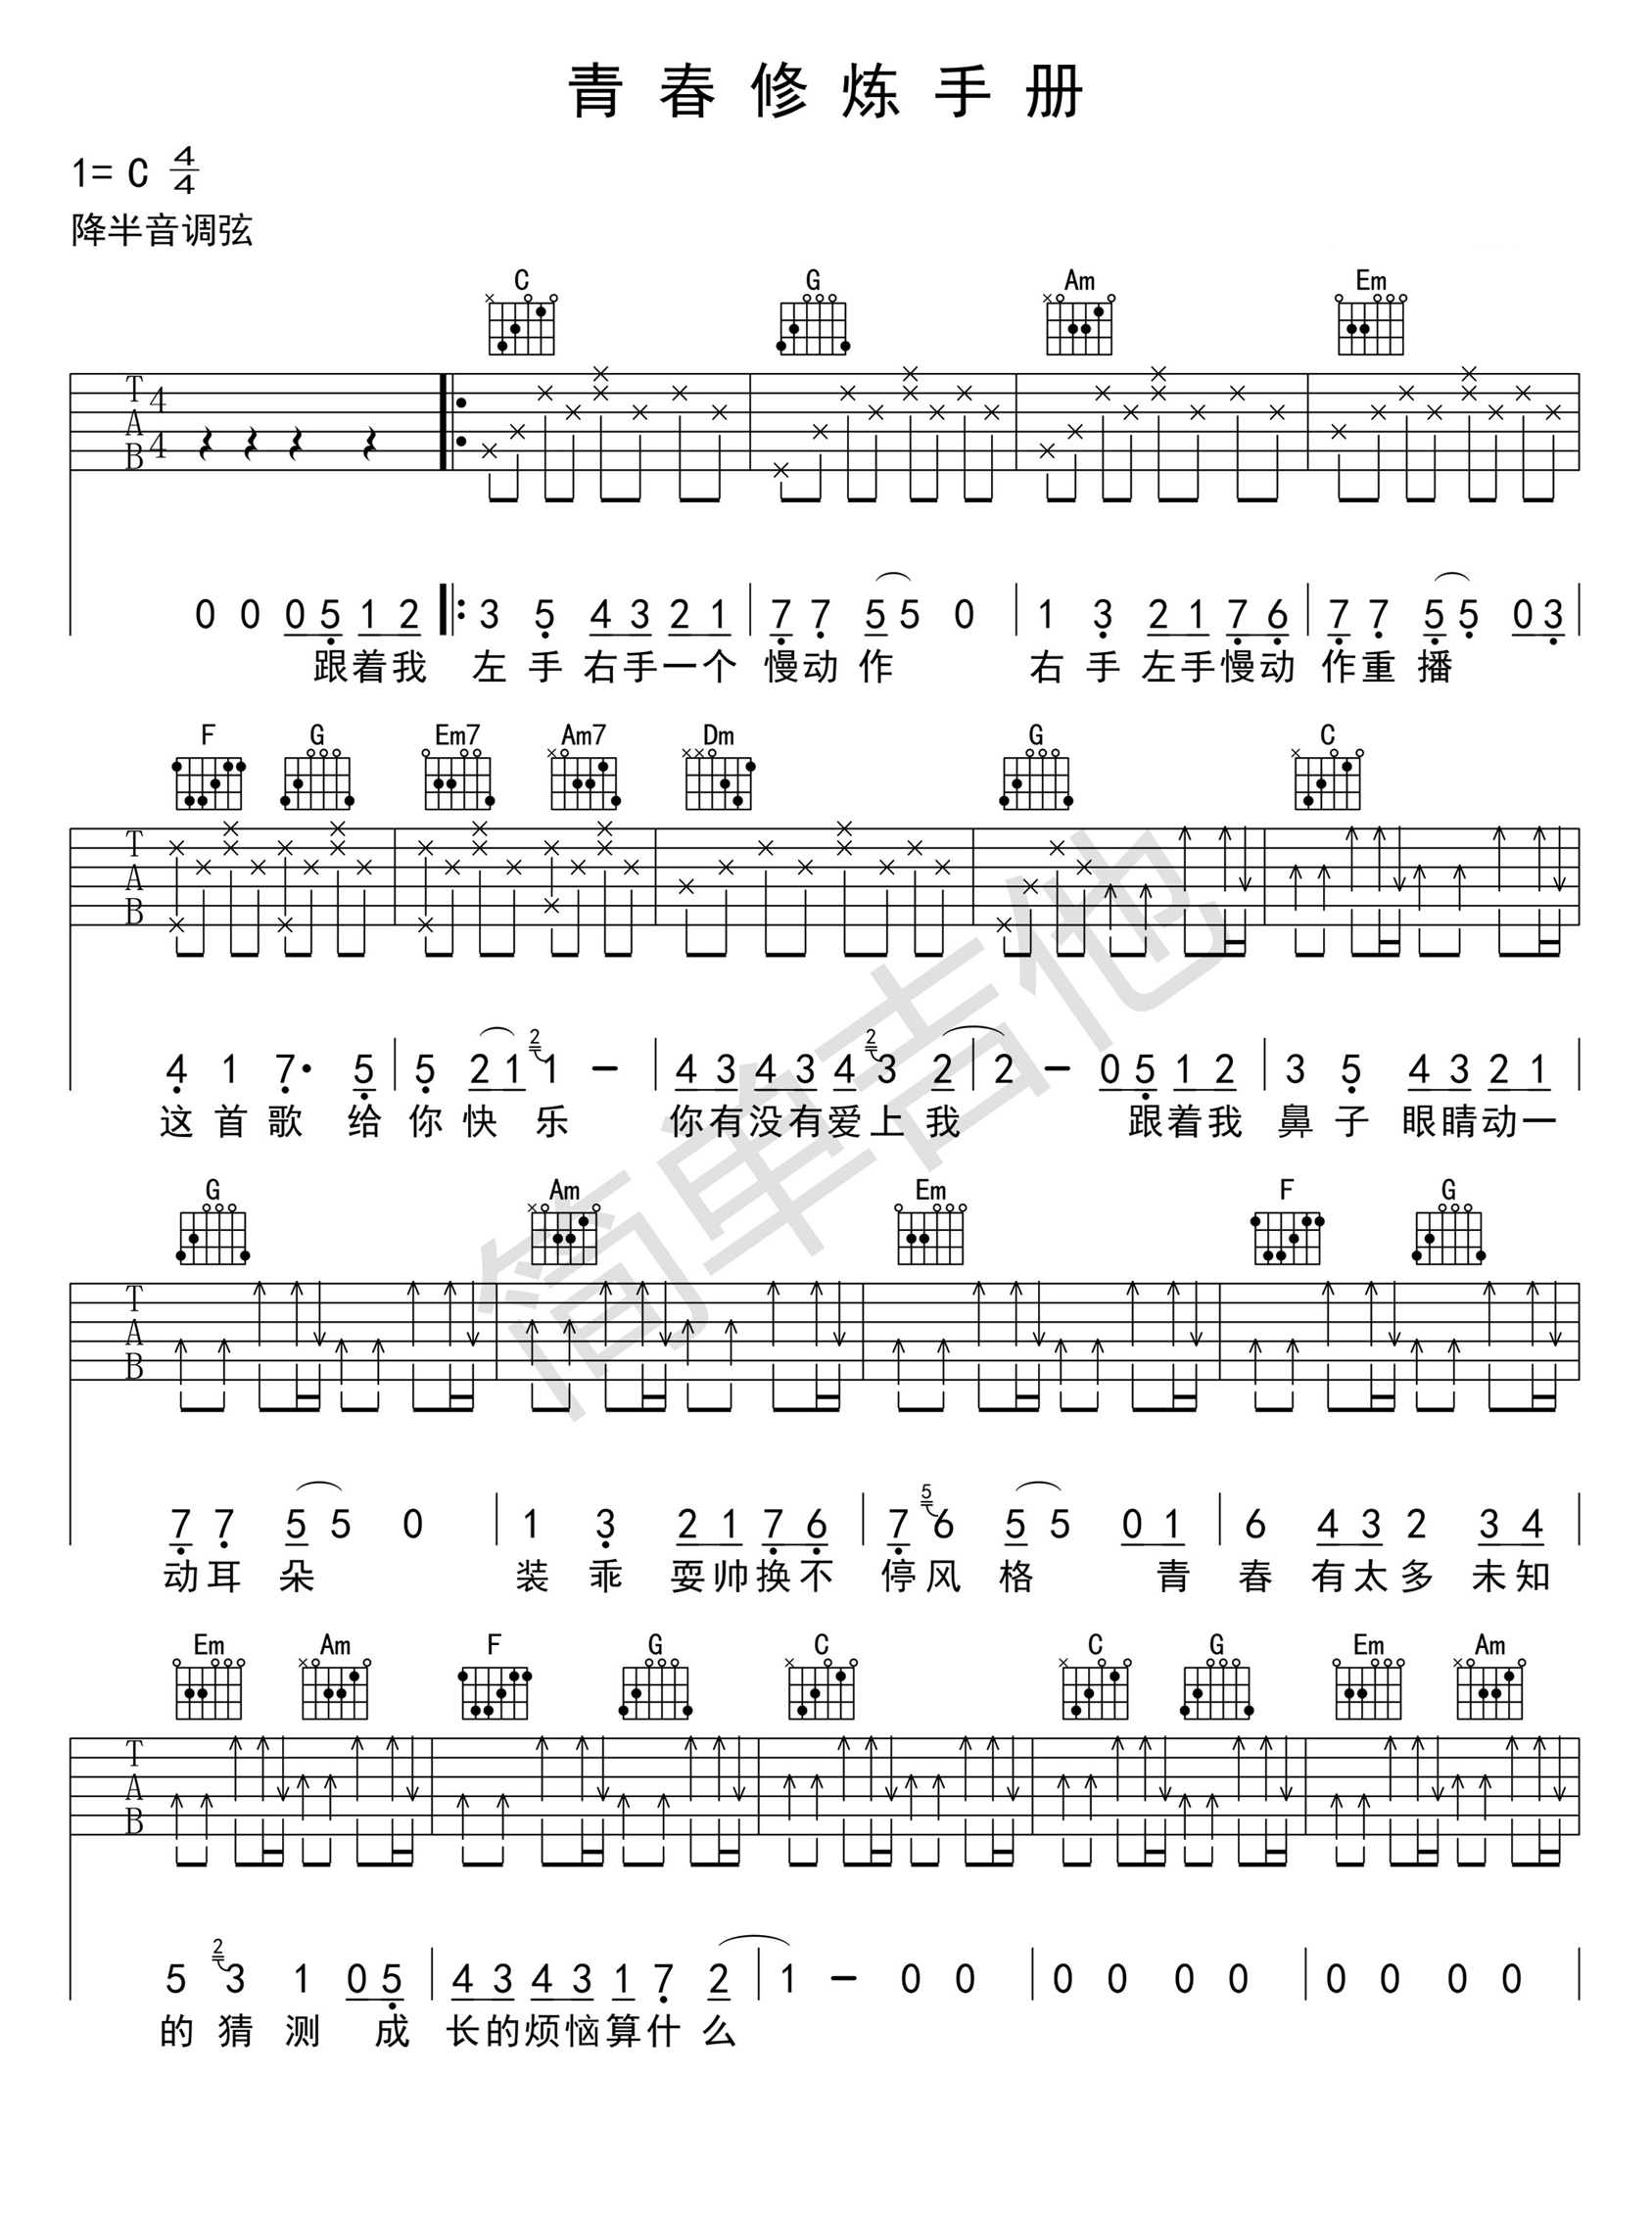 青春修炼手册
1= C 4/4
降半音调弦
C G Am Em
T A B 4 4
0 0 0 5 1 2 3 5 4 3 2 1 7 7 5 5 0 1 3 2 1 7 6 7 7 5 5 0 3
跟着我 左手右手一个慢动作 右手左手慢动作重播
F G Em7 Am7 Dm G C
T A B
4 1 7· 5 5 2 1 2 1 – 4 3 4 3 4 2 3 2 2 – 0 5 1 2 3 5 4 3 2 1
这首歌 给你快乐 你有没有爱上我 跟着我 鼻子眼睛动一
G Am Em F G
T A B
7 7 5 5 0 1 3 2 1 7 6 7 5 6 5 5 0 1 6 4 3 2 3 4
动耳朵 装乖耍帅换不停风格 青春有太多未知
Em Am F G C C G Em Am
T A B
5 2 3 1 0 5 4 3 4 3 1 7 2 1 – 0 0 0 0 0 0 0 0 0 0
的猜测 成长的烦恼算什么
简单吉他